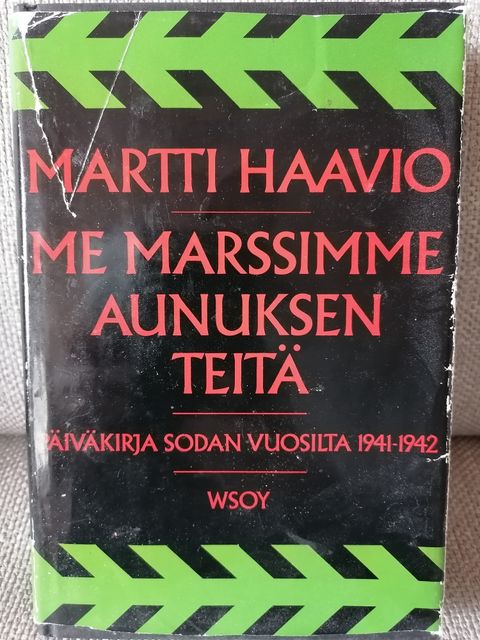 MARTTI HAAVIO
ME MARSSIMME
AUNUKSEN
TEITÄ
PÄIVÄKIRJA SODAN VUOSILTA 1941-1942
WSOY